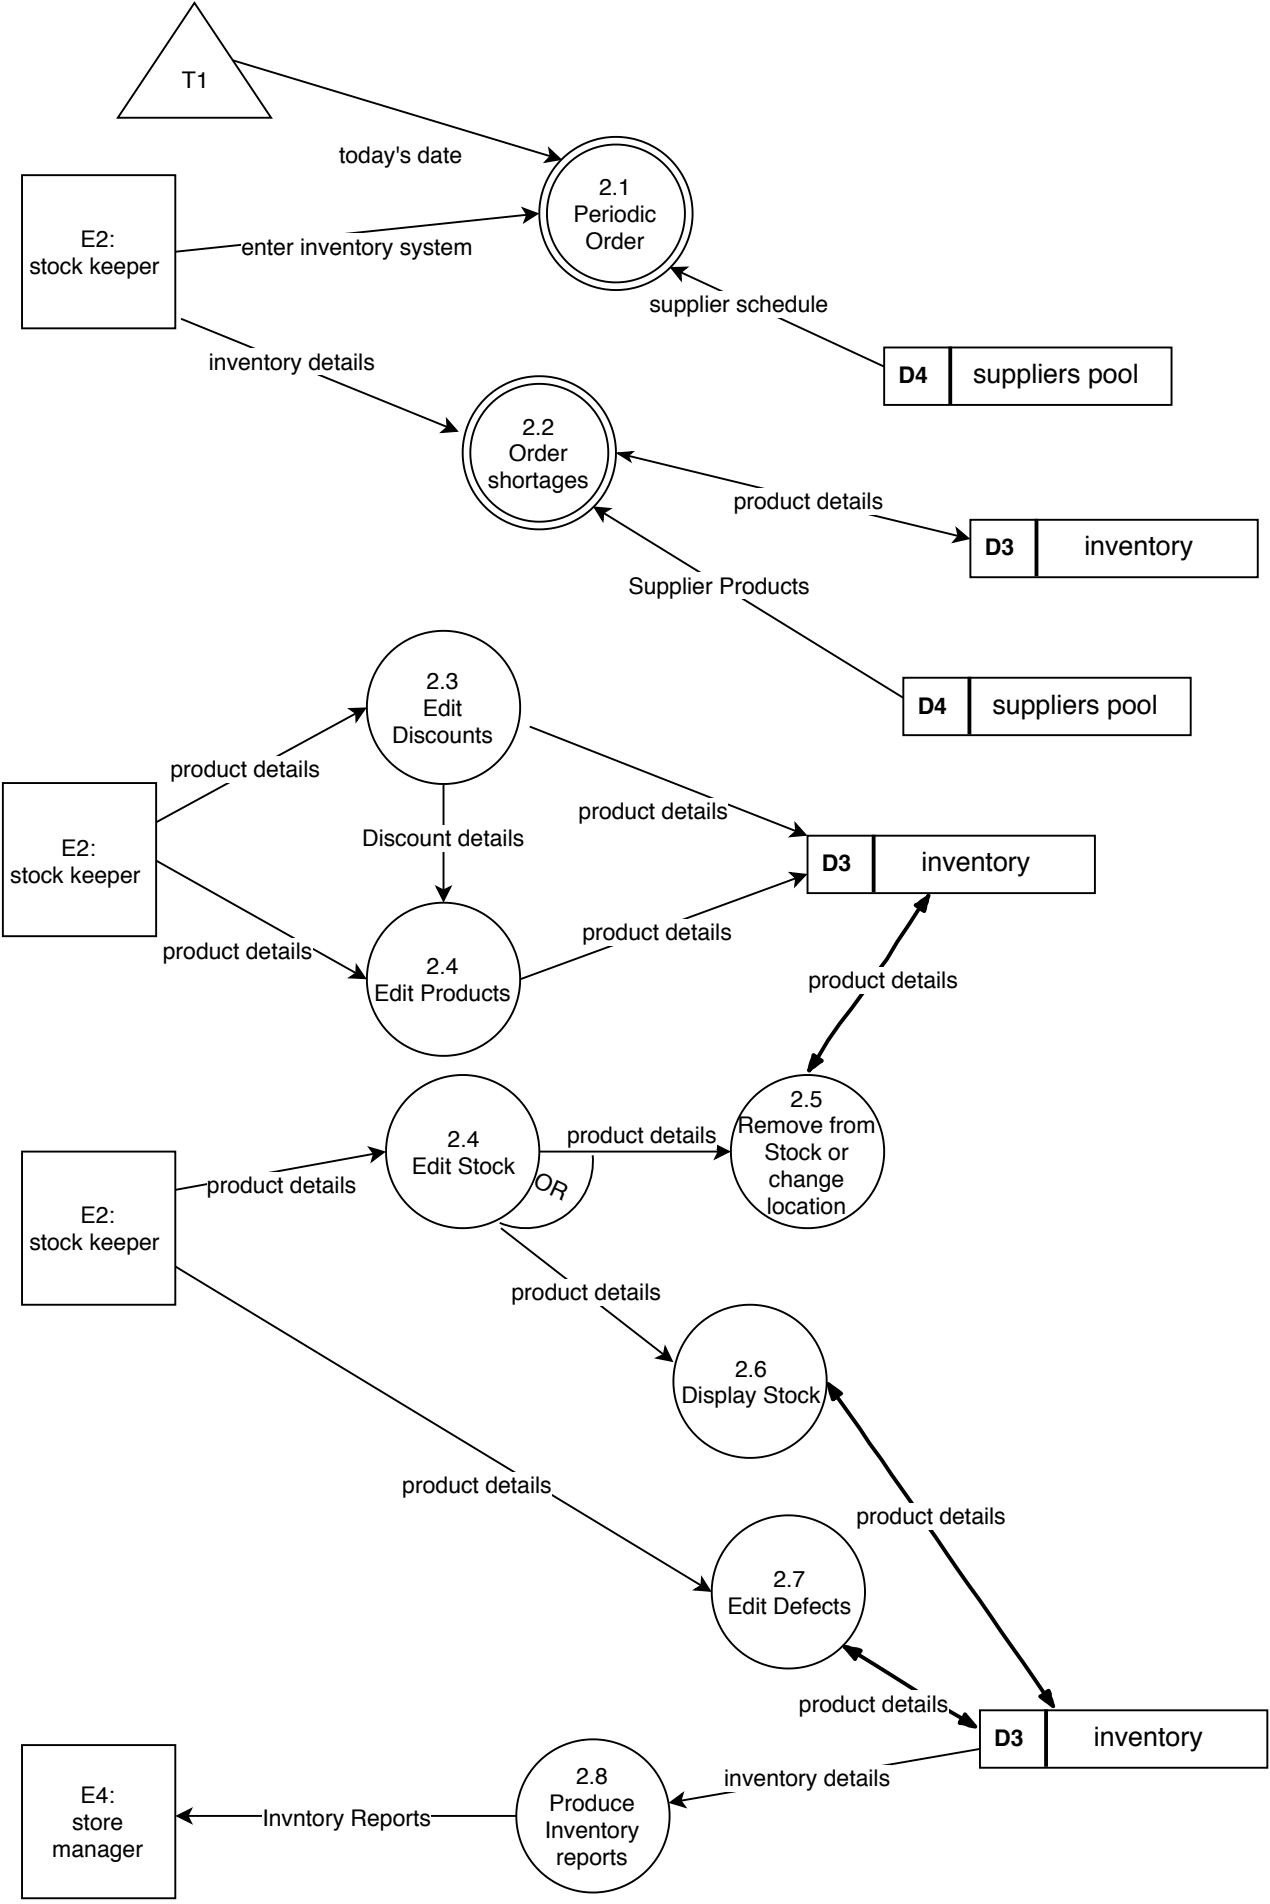 T1
today's date
2.1
Periodic
Order
E2:
stock keeper
enter inventory system
supplier schedule
inventory details
D4
suppliers pool
2.2
Order
shortages
product details
D3
inventory
Supplier Products
2.3
Edit
Discounts
D4
suppliers pool
product details
product details
Discount details
E2:
stock keeper
D3
inventory
product details
product details
2.4
Edit Products
product details
2.5
Remove from
Stock or
change
location
2.4
Edit Stock
product details
OR
product details
E2:
stock keeper
product details
2.6
Display Stock
product details
product details
2.7
Edit Defects
product details
D3
inventory
inventory details
2.8
Produce
Inventory
reports
Invntory Reports
E4:
store
manager